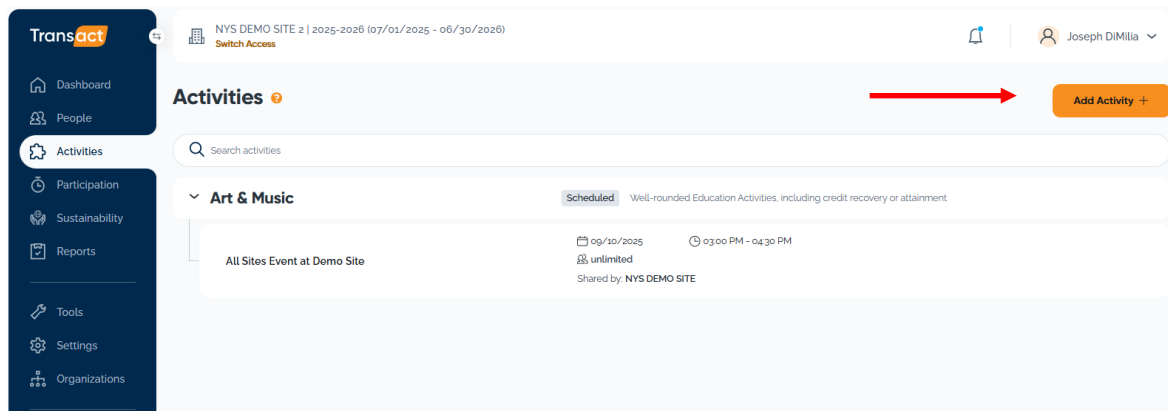 Transact
NYS DEMO SITE 2 | 2025-2026 (07/01/2025 - 06/30/2026)
Switch Access
Joseph DiMilia
Dashboard
People
Activities
Participation
Sustainability
Reports
Tools
Settings
Organizations
Activities ?
Add Activity +
Search activities
Art & Music
Scheduled
Well-rounded Education Activities, including credit recovery or attainment
All Sites Event at Demo Site
09/10/2025
03:00 PM - 04:30 PM
unlimited
Shared by: NYS DEMO SITE